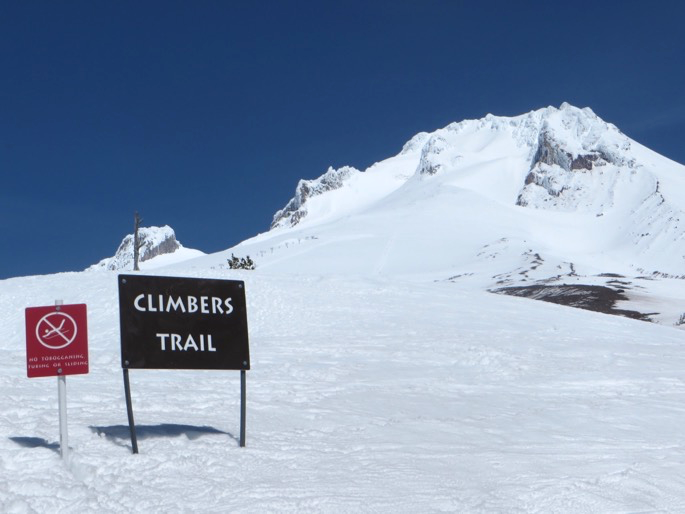 CLIMBERS
TRAIL
NO TOBOGGANING,
TUBING OR SLIDING